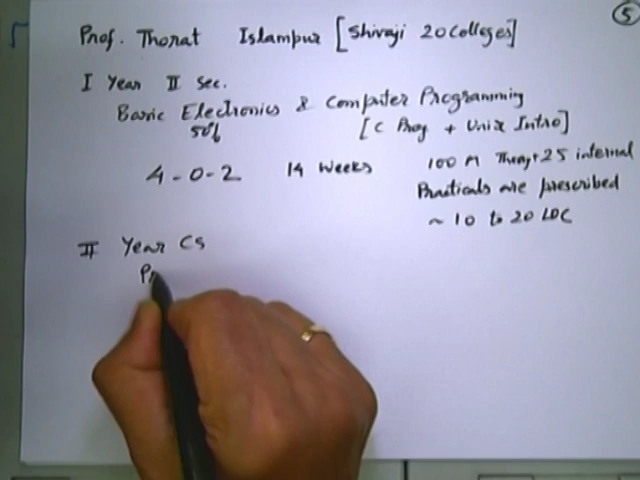 5
Prof. Thorat Islampur [Shivaji 20 Colleges]
I Year II Sec.
Basic Electronics & Computer Programming
50% [C Prog + Unix Intro]
4-0-2 14 Weeks 100 M Theory + 25 internal
Practicals are prescribed
~ 10 to 20 LOC
II Year CS
Pr